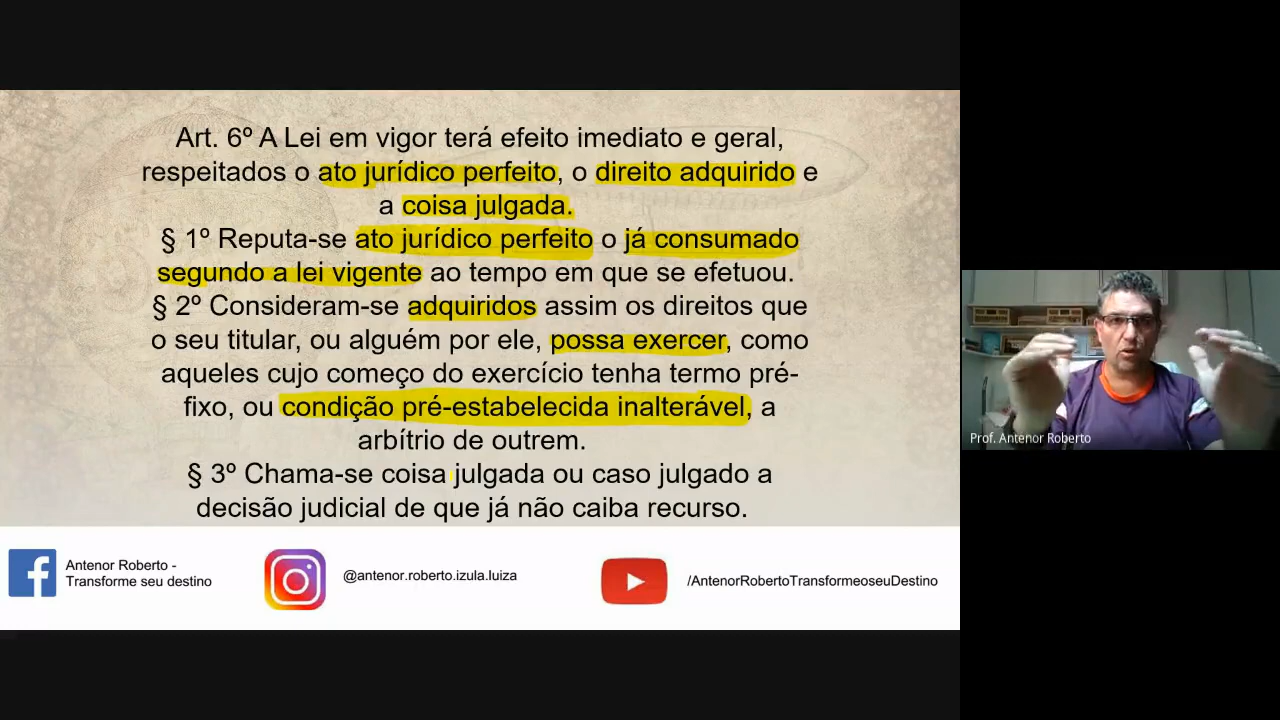 Art. 6º A Lei em vigor terá efeito imediato e geral,
respeitados o ato jurídico perfeito, o direito adquirido e
a coisa julgada.
§ 1º Reputa-se ato jurídico perfeito o já consumado
segundo a lei vigente ao tempo em que se efetuou.
§ 2º Consideram-se adquiridos assim os direitos que
o seu titular, ou alguém por ele, possa exercer, como
aqueles cujo começo do exercício tenha termo pré-
fixo, ou condição pré-estabelecida inalterável, a
arbítrio de outrem.
§ 3º Chama-se coisa julgada ou caso julgado a
decisão judicial de que já não caiba recurso.
Antenor Roberto -
Transforme seu destino
@antenor.roberto.izula.luiza
/AntenorRobertoTransformeoseuDestino
Prof. Antenor Roberto